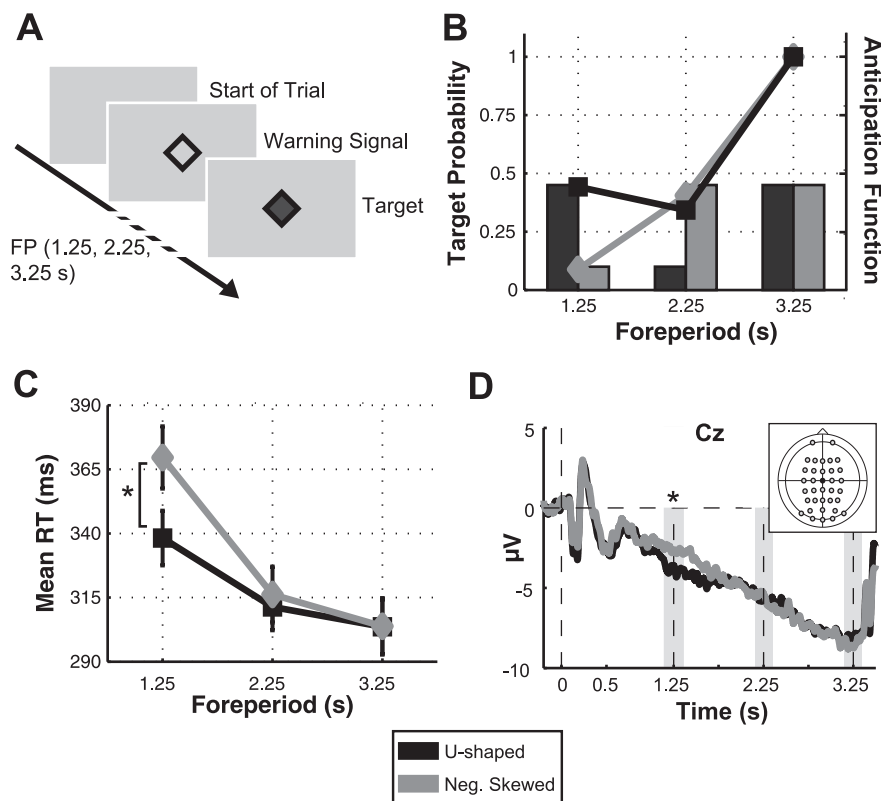 A
Start of Trial
Warning Signal
Target
FP (1.25, 2.25,
3.25 s)
B
Target Probability
1
0.75
0.5
0.25
0
1.25 2.25 3.25
Foreperiod (s)
Anticipation Function
C
Mean RT (ms)
390
365
340
315
290
*
1.25 2.25 3.25
Foreperiod (s)
D
Cz
µV
5
0
-5
-10
*
0 0.5 1.25 2.25 3.25
Time (s)
U-shaped
Neg. Skewed